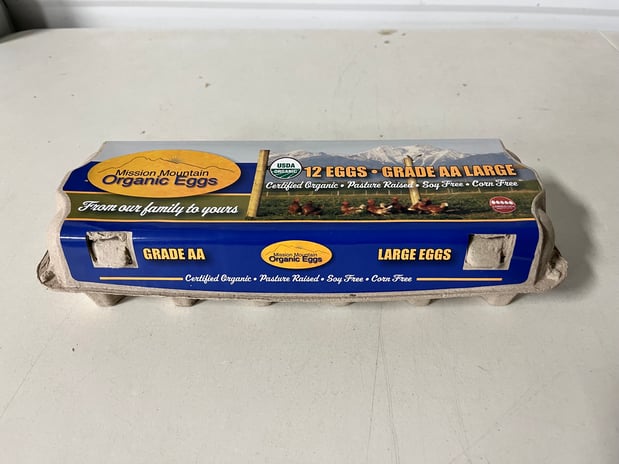 Mission Mountain
Organic Eggs
From our family to yours
USDA
ORGANIC
12 EGGS • GRADE AA LARGE
Certified Organic • Pasture Raised • Soy Free • Corn Free
GRADE AA
Mission Mountain
Organic Eggs
LARGE EGGS
Certified Organic • Pasture Raised • Soy Free • Corn Free